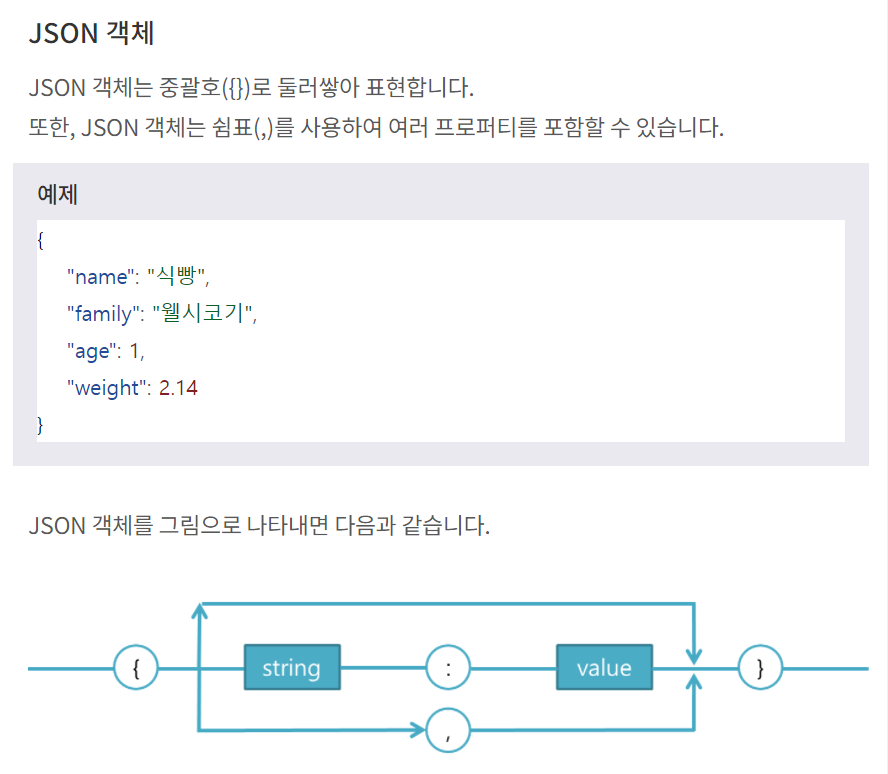 JSON 객체
JSON 객체는 중괄호({})로 둘러쌓아 표현합니다.
또한, JSON 객체는 쉼표(,)를 사용하여 여러 프로퍼티를 포함할 수 있습니다.
예제
{
"name": "식빵",
"family": "웰시코기",
"age": 1,
"weight": 2.14
}
JSON 객체를 그림으로 나타내면 다음과 같습니다.
{ string : value }
,